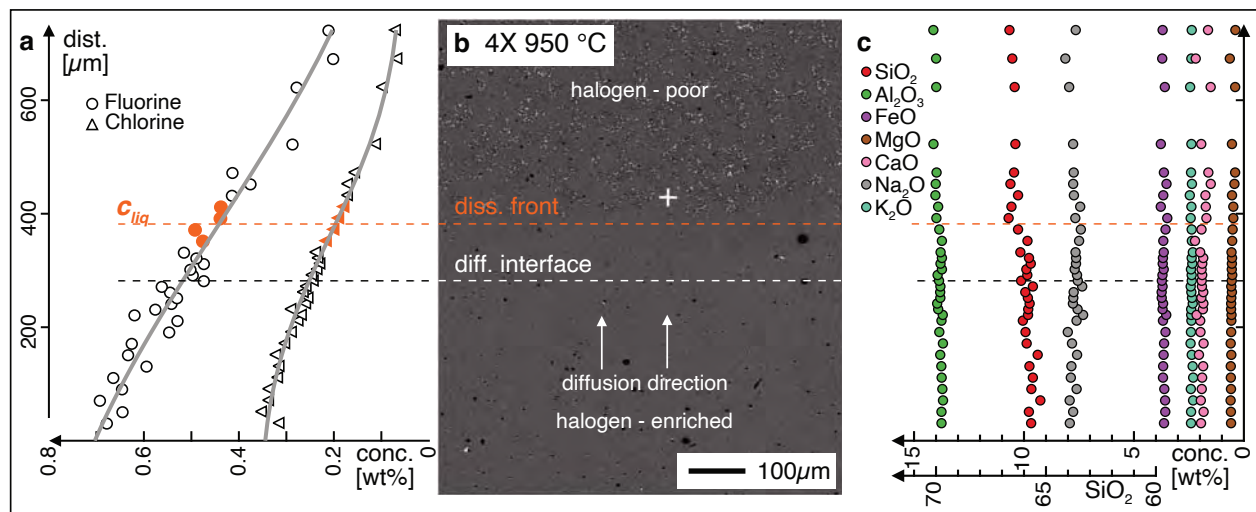 a
dist.
[µm]
600
400
200
Fluorine
Chlorine
c liq
0.8
0.6
0.4
0.2
0
conc.
[wt%]
b 4X 950 °C
halogen - poor
diss. front
diff. interface
diffusion direction
halogen - enriched
100µm
c
SiO2
Al2O3
FeO
MgO
CaO
Na2O
K2O
15
10
5
0
conc.
[wt%]
70
65
60
SiO2